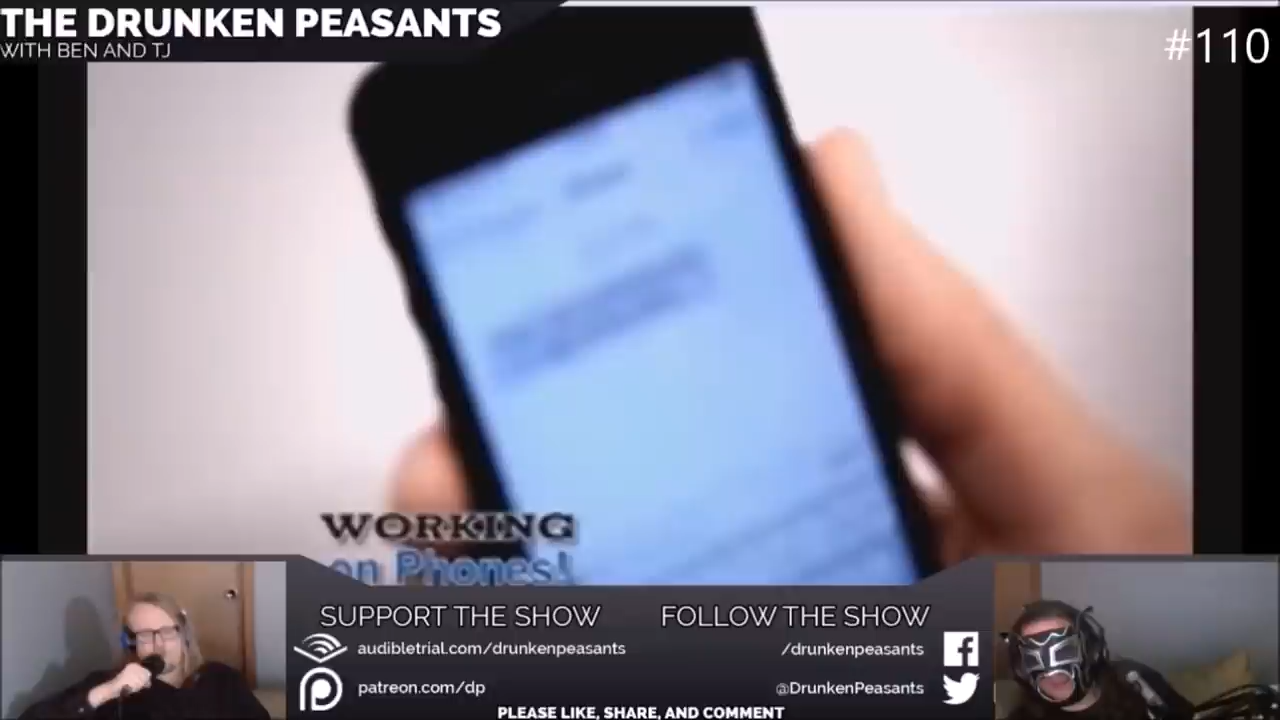 THE DRUNKEN PEASANTS
WITH BEN AND TJ
#110
WORKING
on Phones!
SUPPORT THE SHOW
FOLLOW THE SHOW
audibletrial.com/drunkenpeasants
/drunkenpeasants
patreon.com/dp
@DrunkenPeasants
PLEASE LIKE, SHARE, AND COMMENT